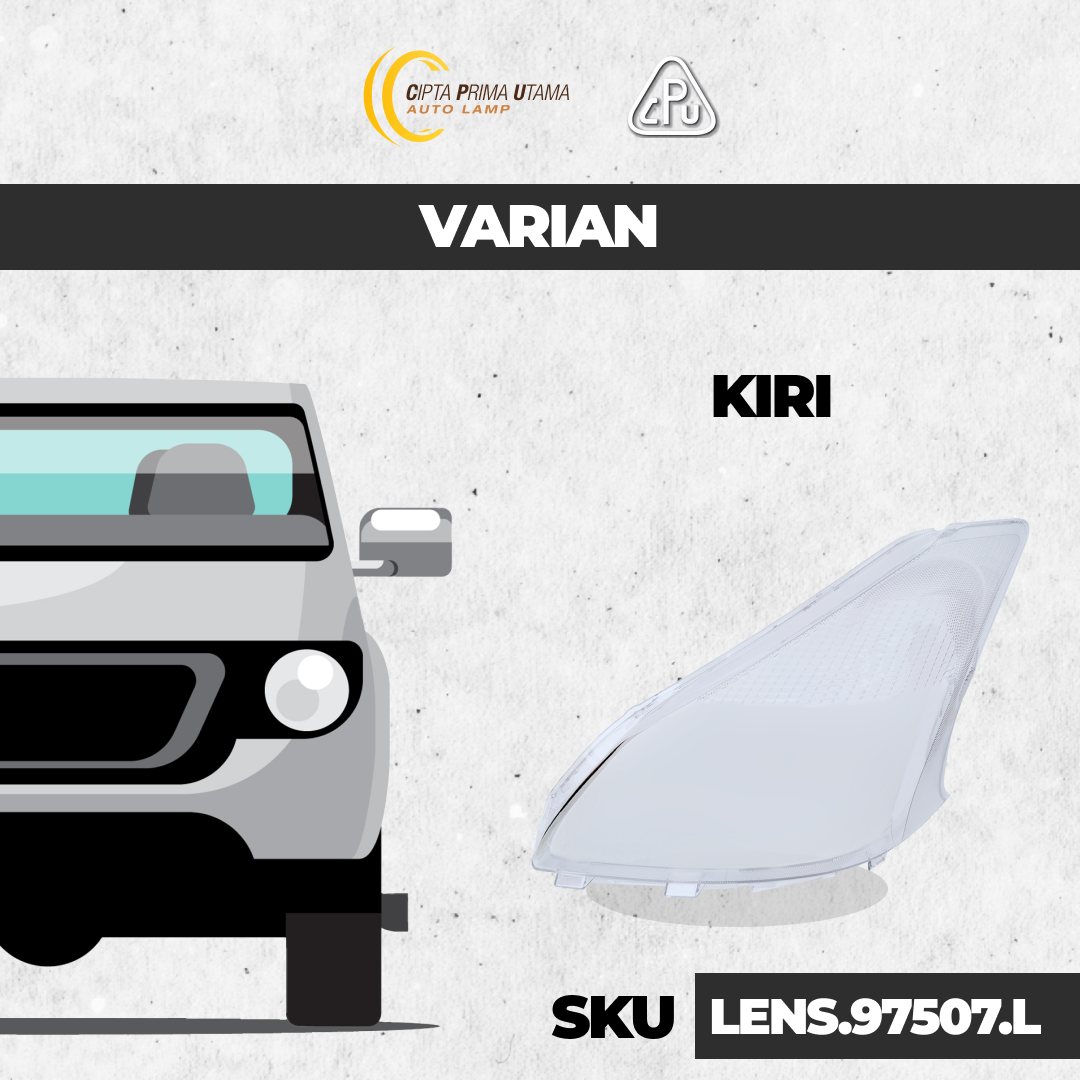 CIPTA PRIMA UTAMA
AUTO LAMP
CPU
VARIAN
KIRI
SKU LENS.97507.L